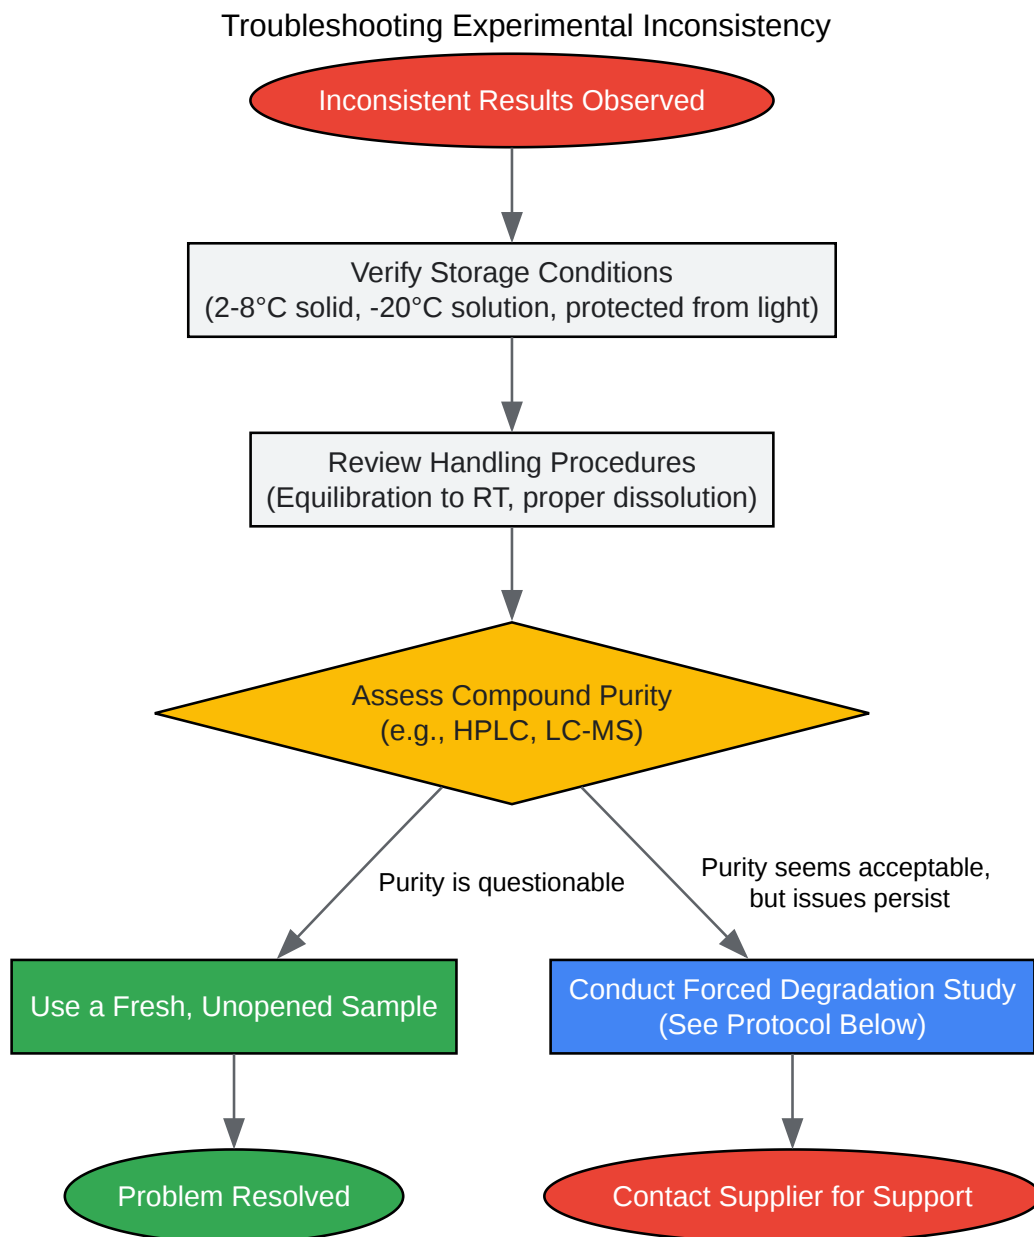 Troubleshooting Experimental Inconsistency
Inconsistent Results Observed
Verify Storage Conditions
(2-8°C solid, -20°C solution, protected from light)
Review Handling Procedures
(Equilibration to RT, proper dissolution)
Assess Compound Purity
(e.g., HPLC, LC-MS)
Purity is questionable
Purity seems acceptable,
but issues persist
Use a Fresh, Unopened Sample
Conduct Forced Degradation Study
(See Protocol Below)
Problem Resolved
Contact Supplier for Support